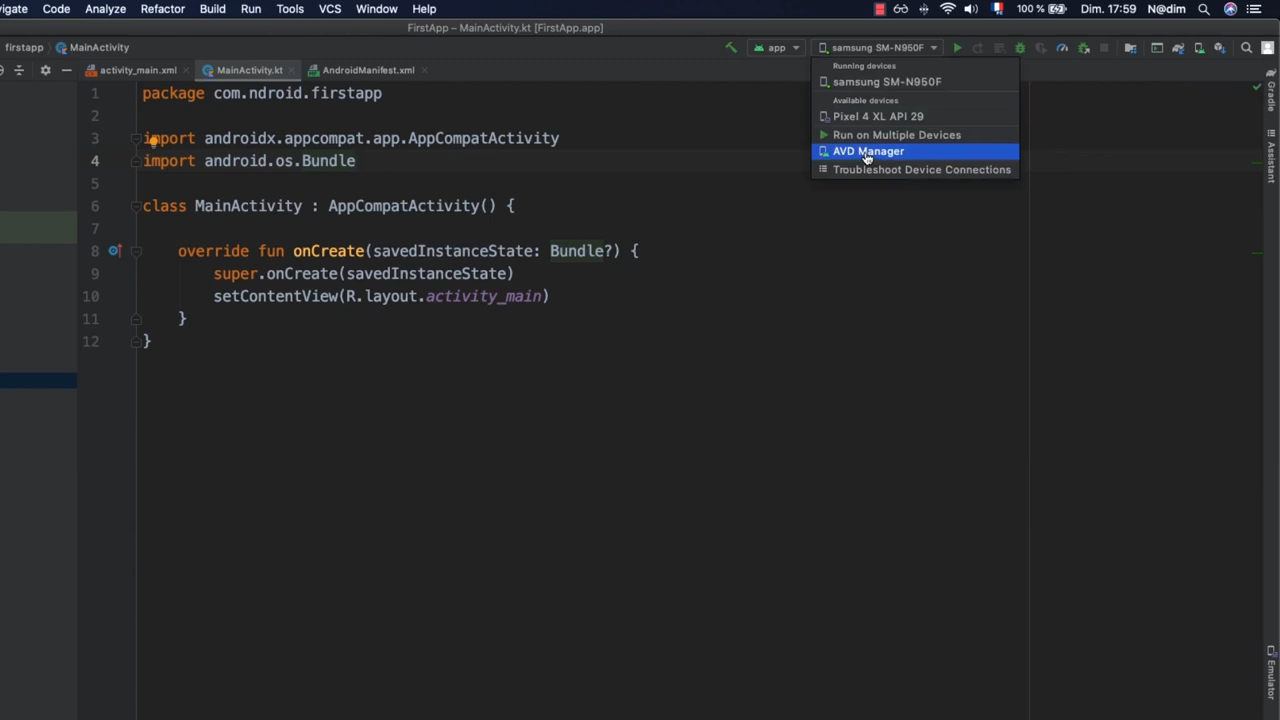 vigate Code Analyze Refactor Build Run Tools VCS Window Help 100 % Dim. 17:59 N@dim
FirstApp – MainActivity.kt [FirstApp.app]
firstapp MainActivity app samsung SM-N950F
activity_main.xml MainActivity.kt AndroidManifest.xml
Running devices
samsung SM-N950F
Available devices
Pixel 4 XL API 29
Run on Multiple Devices
AVD Manager
Troubleshoot Device Connections
1 package com.ndroid.firstapp
2
3 import androidx.appcompat.app.AppCompatActivity
4 import android.os.Bundle
5
6 class MainActivity : AppCompatActivity() {
7
8 override fun onCreate(savedInstanceState: Bundle?) {
9 super.onCreate(savedInstanceState)
10 setContentView(R.layout.activity_main)
11 }
12 }
Gradle
Assistant
Emulator